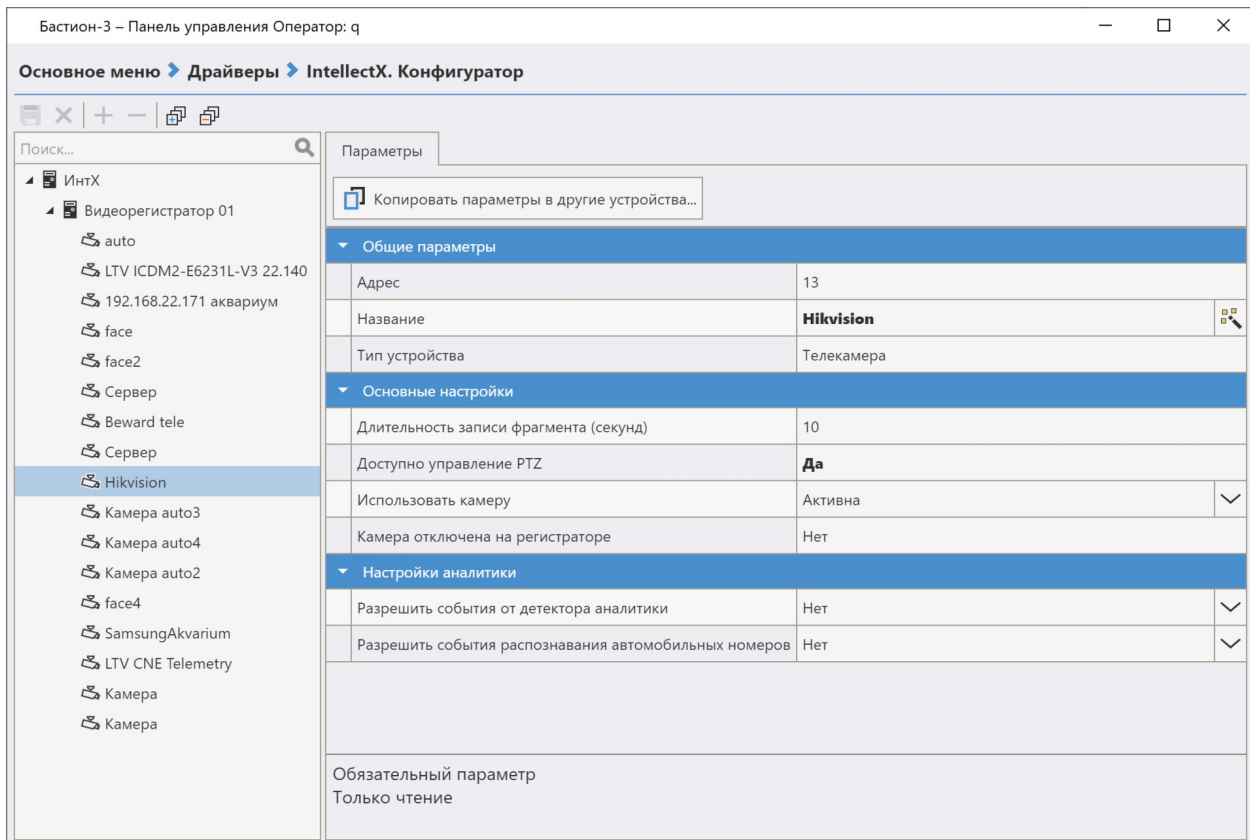 Бастион-3 – Панель управления Оператор: q
Основное меню Драйверы IntellectX. Конфигуратор
Поиск...
ИнтX
Видеорегистратор 01
auto
LTV ICDM2-E6231L-V3 22.140
192.168.22.171 аквариум
face
face2
Сервер
Beward tele
Сервер
Hikvision
Камера auto3
Камера auto4
Камера auto2
face4
SamsungAkvarium
LTV CNE Telemetry
Камера
Камера
Параметры
Копировать параметры в другие устройства...
Общие параметры
Адрес 13
Название Hikvision
Тип устройства Телекамера
Основные настройки
Длительность записи фрагмента (секунд) 10
Доступно управление PTZ Да
Использовать камеру Активна
Камера отключена на регистраторе Нет
Настройки аналитики
Разрешить события от детектора аналитики Нет
Разрешить события распознавания автомобильных номеров Нет
Обязательный параметр
Только чтение